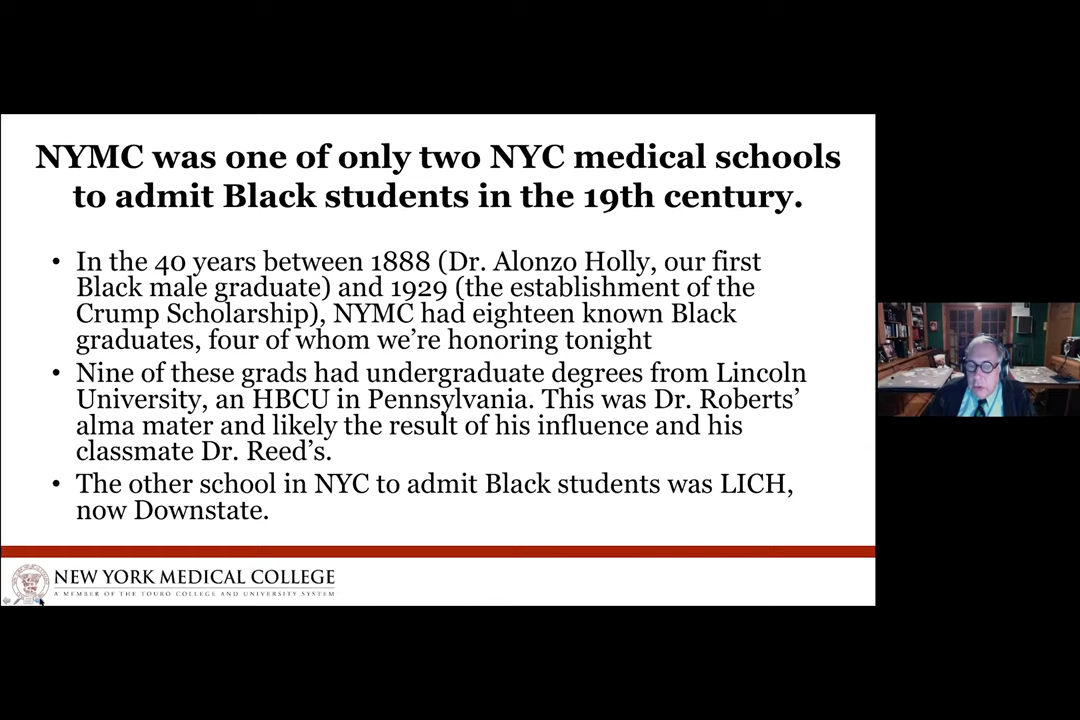 NYMC was one of only two NYC medical schools
to admit Black students in the 19th century.
• In the 40 years between 1888 (Dr. Alonzo Holly, our first
Black male graduate) and 1929 (the establishment of the
Crump Scholarship), NYMC had eighteen known Black
graduates, four of whom we're honoring tonight
• Nine of these grads had undergraduate degrees from Lincoln
University, an HBCU in Pennsylvania. This was Dr. Roberts'
alma mater and likely the result of his influence and his
classmate Dr. Reed's.
• The other school in NYC to admit Black students was LICH,
now Downstate.
NEW YORK MEDICAL COLLEGE
A MEMBER OF THE TOURO COLLEGE AND UNIVERSITY SYSTEM